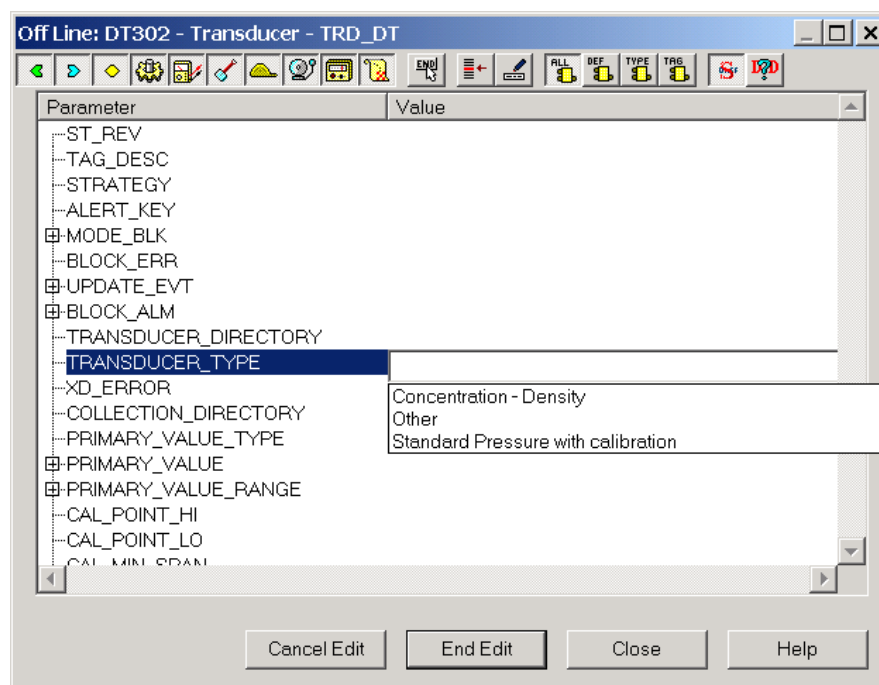 Off Line: DT302 - Transducer - TRD_DT
END ALL DEF TYPE TAG
Parameter Value
ST_REV
TAG_DESC
STRATEGY
ALERT_KEY
MODE_BLK
BLOCK_ERR
UPDATE_EVT
BLOCK_ALM
TRANSDUCER_DIRECTORY
TRANSDUCER_TYPE
XD_ERROR
Concentration - Density
COLLECTION_DIRECTORY
Other
PRIMARY_VALUE_TYPE
Standard Pressure with calibration
PRIMARY_VALUE
PRIMARY_VALUE_RANGE
CAL_POINT_HI
CAL_POINT_LO
CAL_MIN_SPAN
Cancel Edit End Edit Close Help